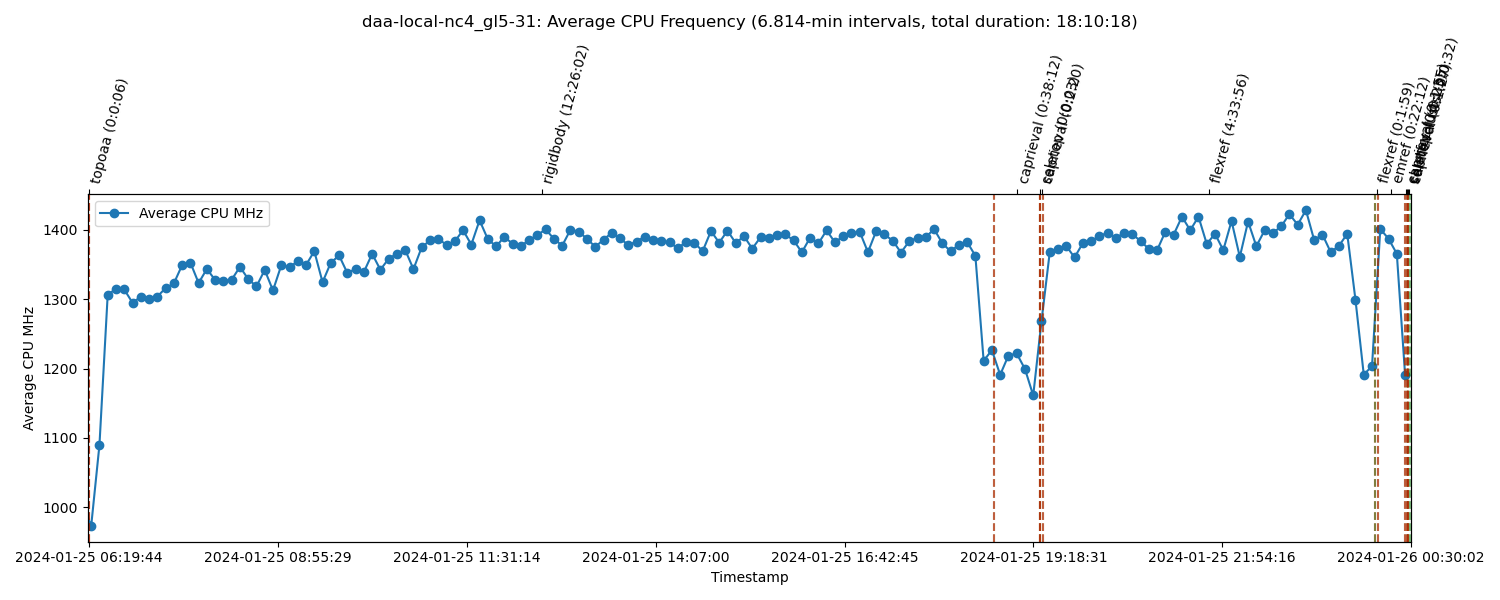 daa-local-nc4_gl5-31: Average CPU Frequency (6.814-min intervals, total duration: 18:10:18)
topoaa (0:0:06)
rigidbody (12:26:02)
caprieval (0:38:12)
flexref (4:33:56)
flexref (0:1:59)
emref (0:22:12)
Average CPU MHz
1400
1300
1200
1100
1000
Average CPU MHz
2024-01-25 06:19:44
2024-01-25 08:55:29
2024-01-25 11:31:14
2024-01-25 14:07:00
2024-01-25 16:42:45
2024-01-25 19:18:31
2024-01-25 21:54:16
2024-01-26 00:30:02
Timestamp